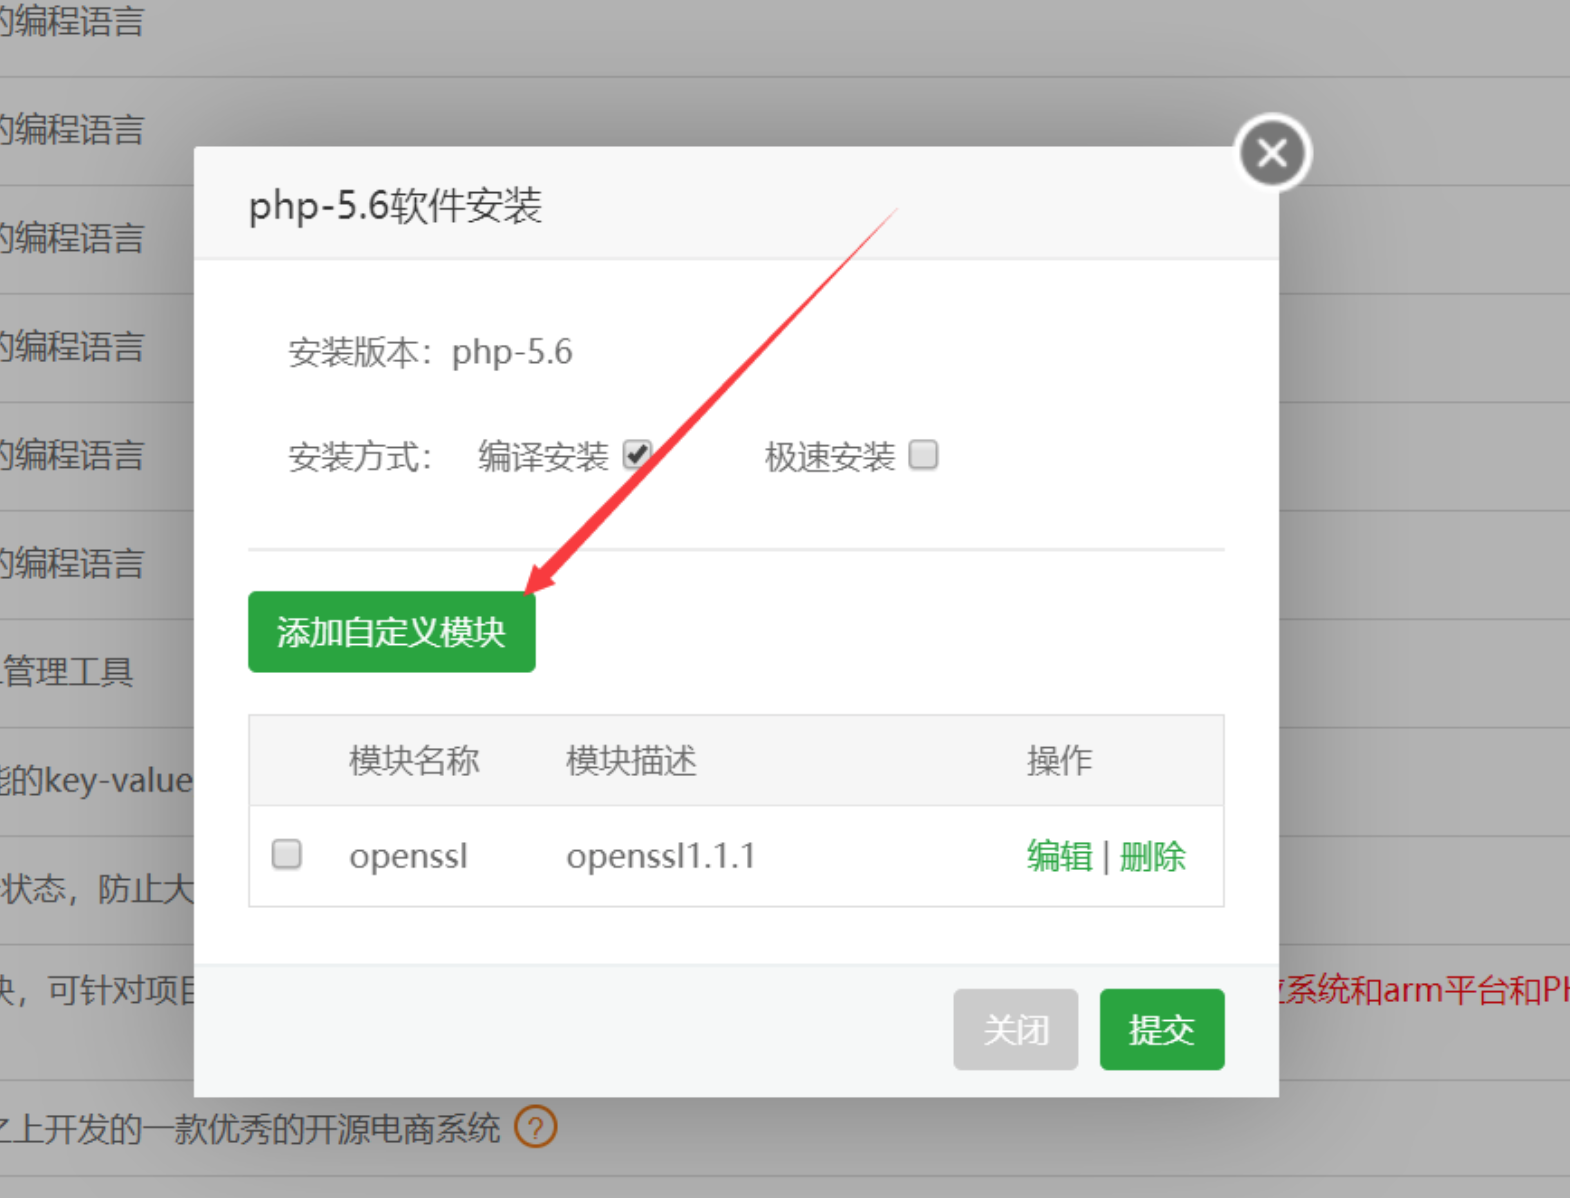 的编程语言
的编程语言
php-5.6软件安装
的编程语言
的编程语言
安装版本：php-5.6
的编程语言
安装方式： 编译安装 极速安装
的编程语言
添加自定义模块
管理工具
模块名称 模块描述 操作
能的key-value
openssl openssl1.1.1 编辑 | 删除
状态，防止大
块，可针对项目
系统和arm平台和PH
关闭 提交
之上开发的一款优秀的开源电商系统 ?